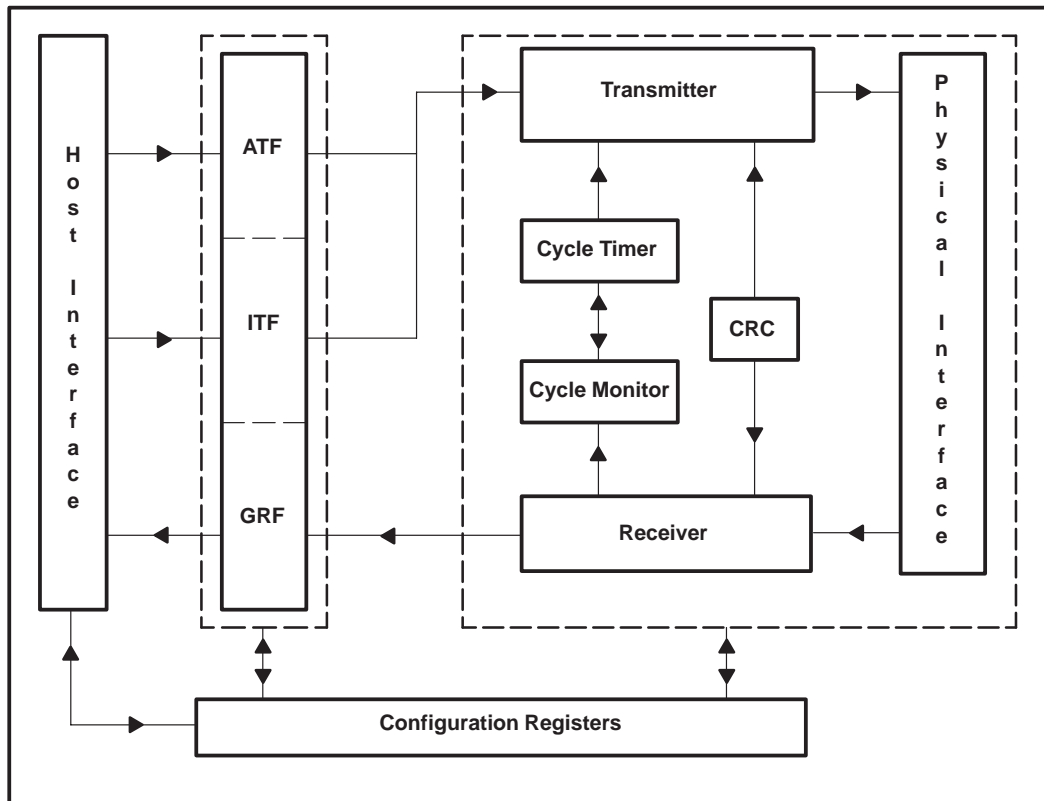 Host Interface
ATF
ITF
GRF
Transmitter
Cycle Timer
Cycle Monitor
CRC
Receiver
Physical Interface
Configuration Registers